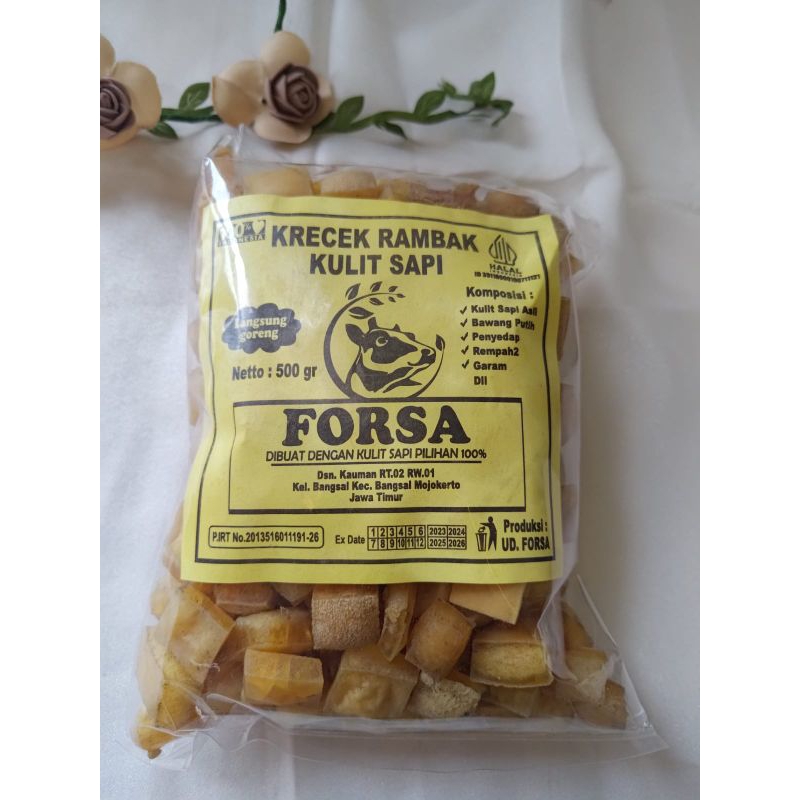 KRECEK RAMBAK
KULIT SAPI
HALAL
INDONESIA
Langsung
goreng
Netto : 500 gr
Komposisi :
Kulit Sapi Asli
Bawang Putih
Penyedap
Rempah2
Garam
Dll
FORSA
DIBUAT DENGAN KULIT SAPI PILIHAN 100%
Dsn. Kauman RT.02 RW.01
Kel. Bangsal Kec. Bangsal Mojokerto
Jawa Timur
P.IRT No.2013516011191-26
Ex Date 1 2 3 4 5 6 2023 2024
7 8 9 10 11 12 2025 2026
Produksi :
UD. FORSA